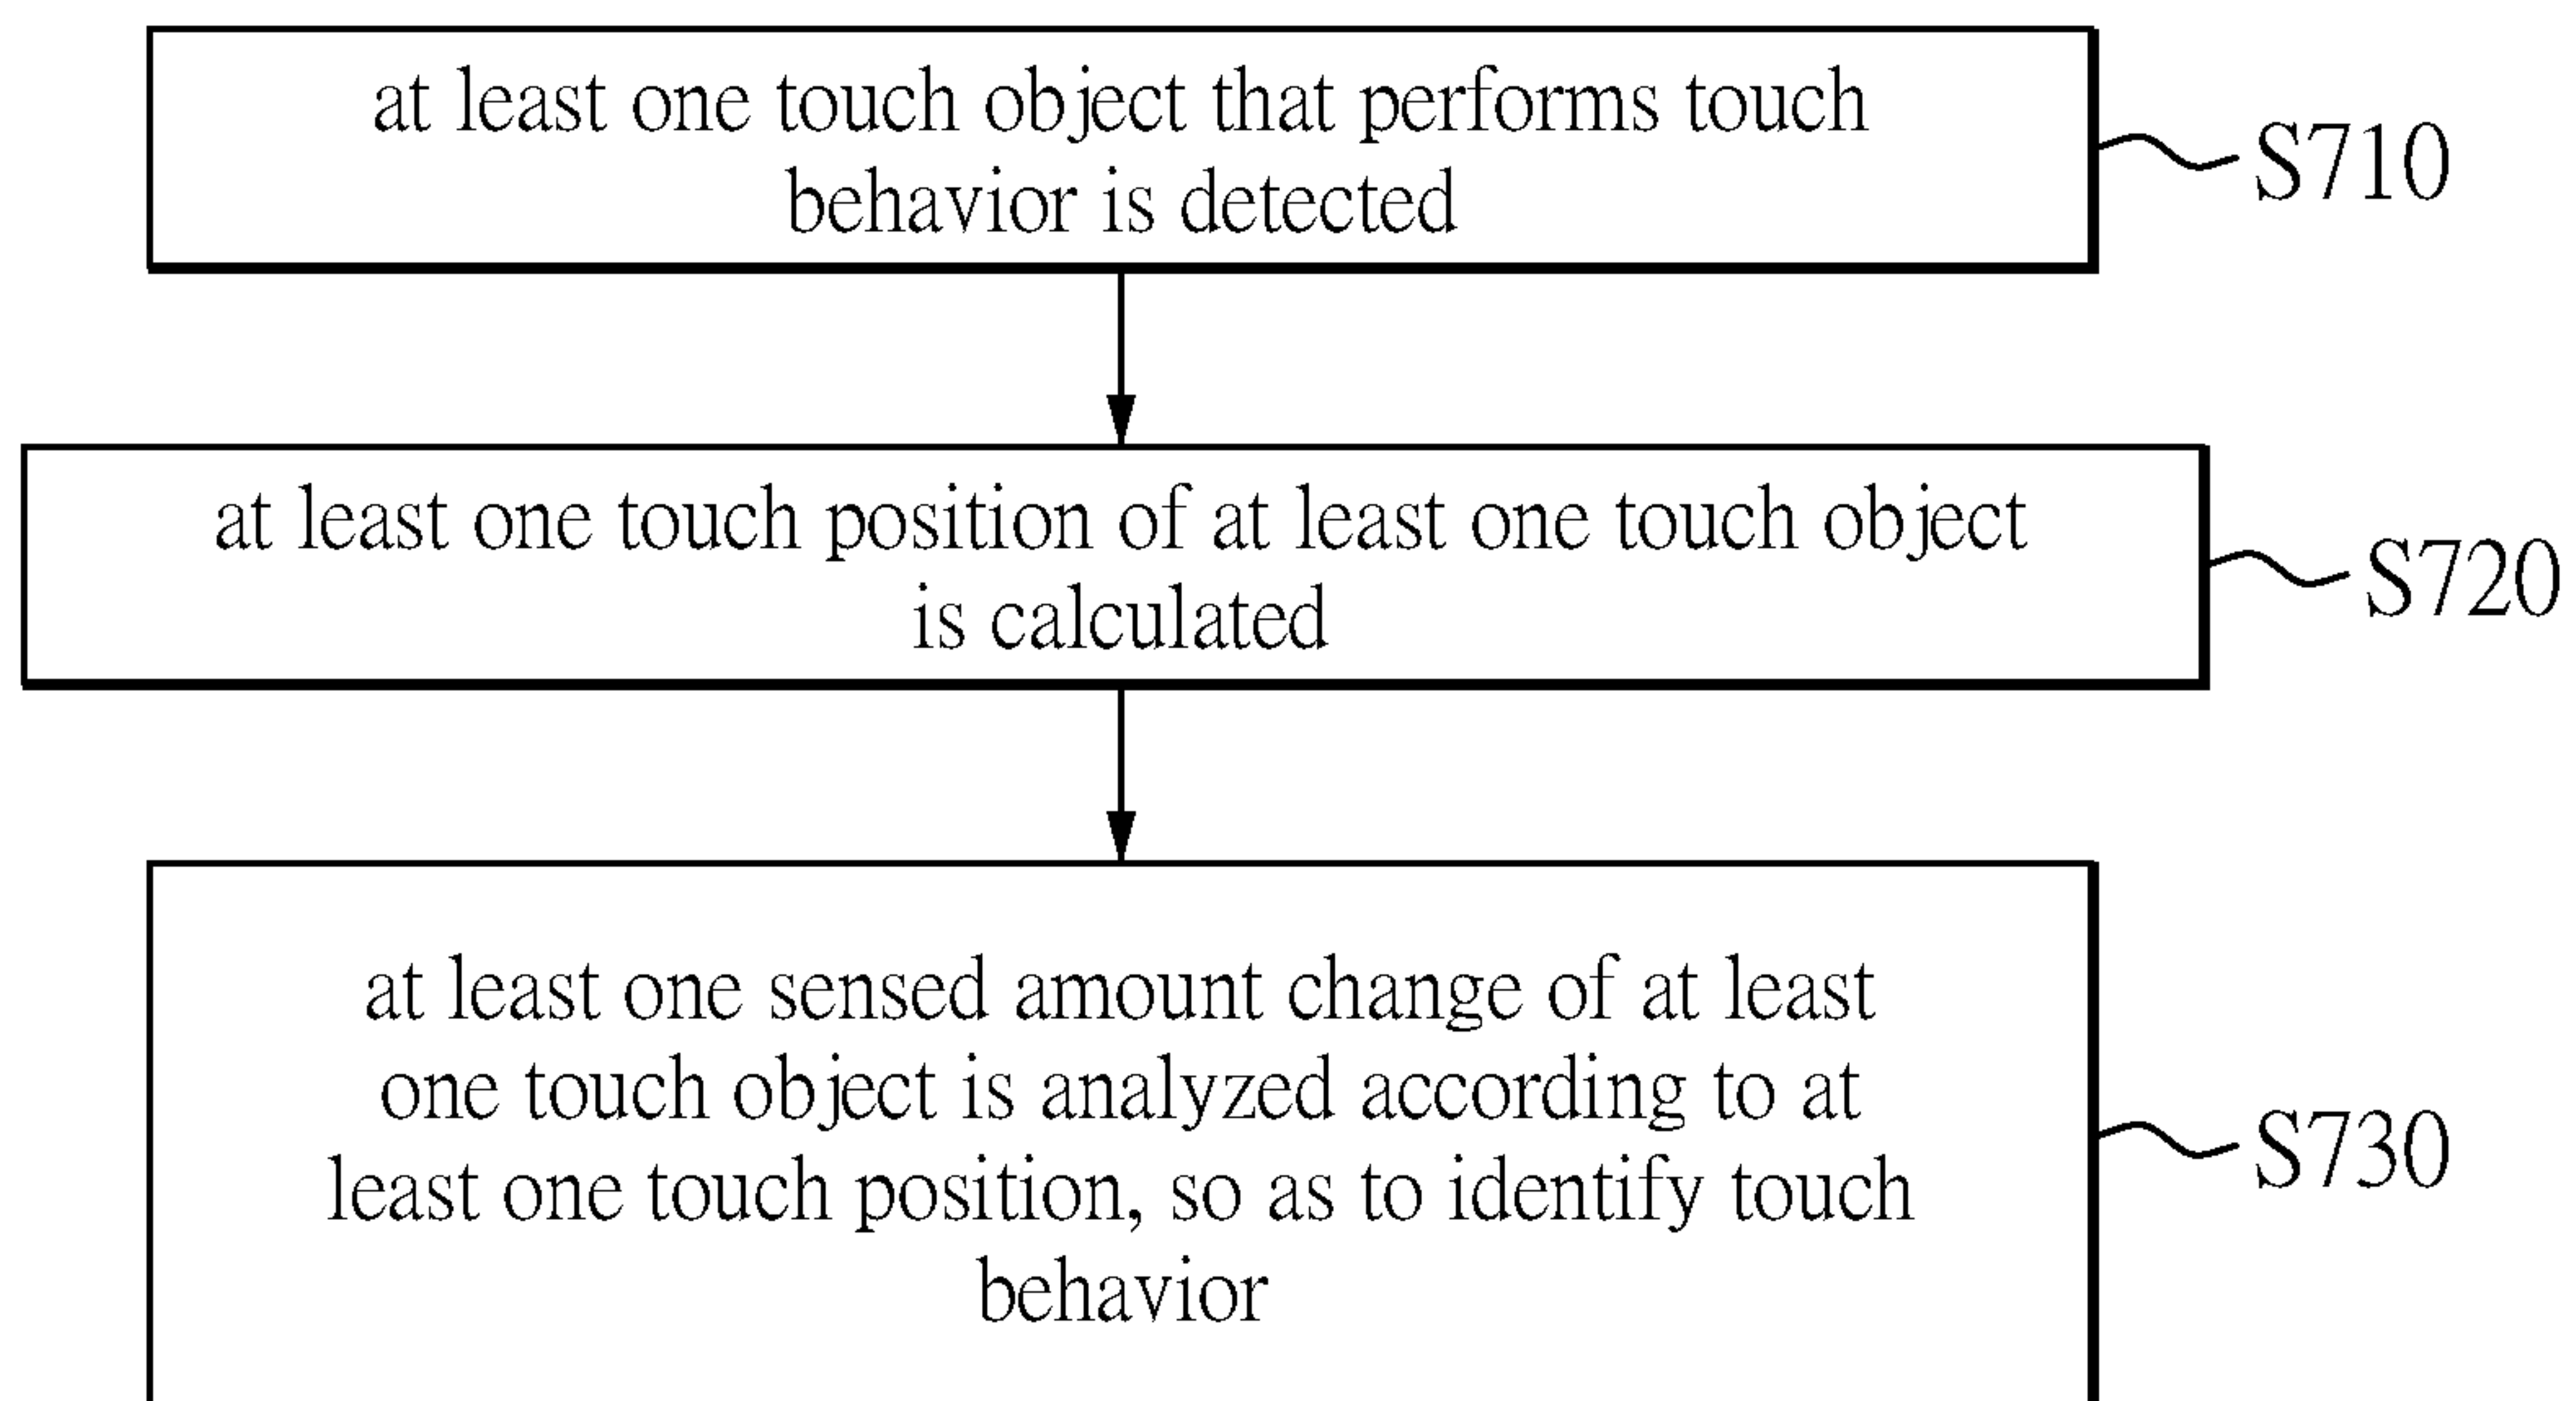 at least one touch object that performs touch
behavior is detected
S710
at least one touch position of at least one touch object
is calculated
S720
at least one sensed amount change of at least
one touch object is analyzed according to at
least one touch position, so as to identify touch
behavior
S730